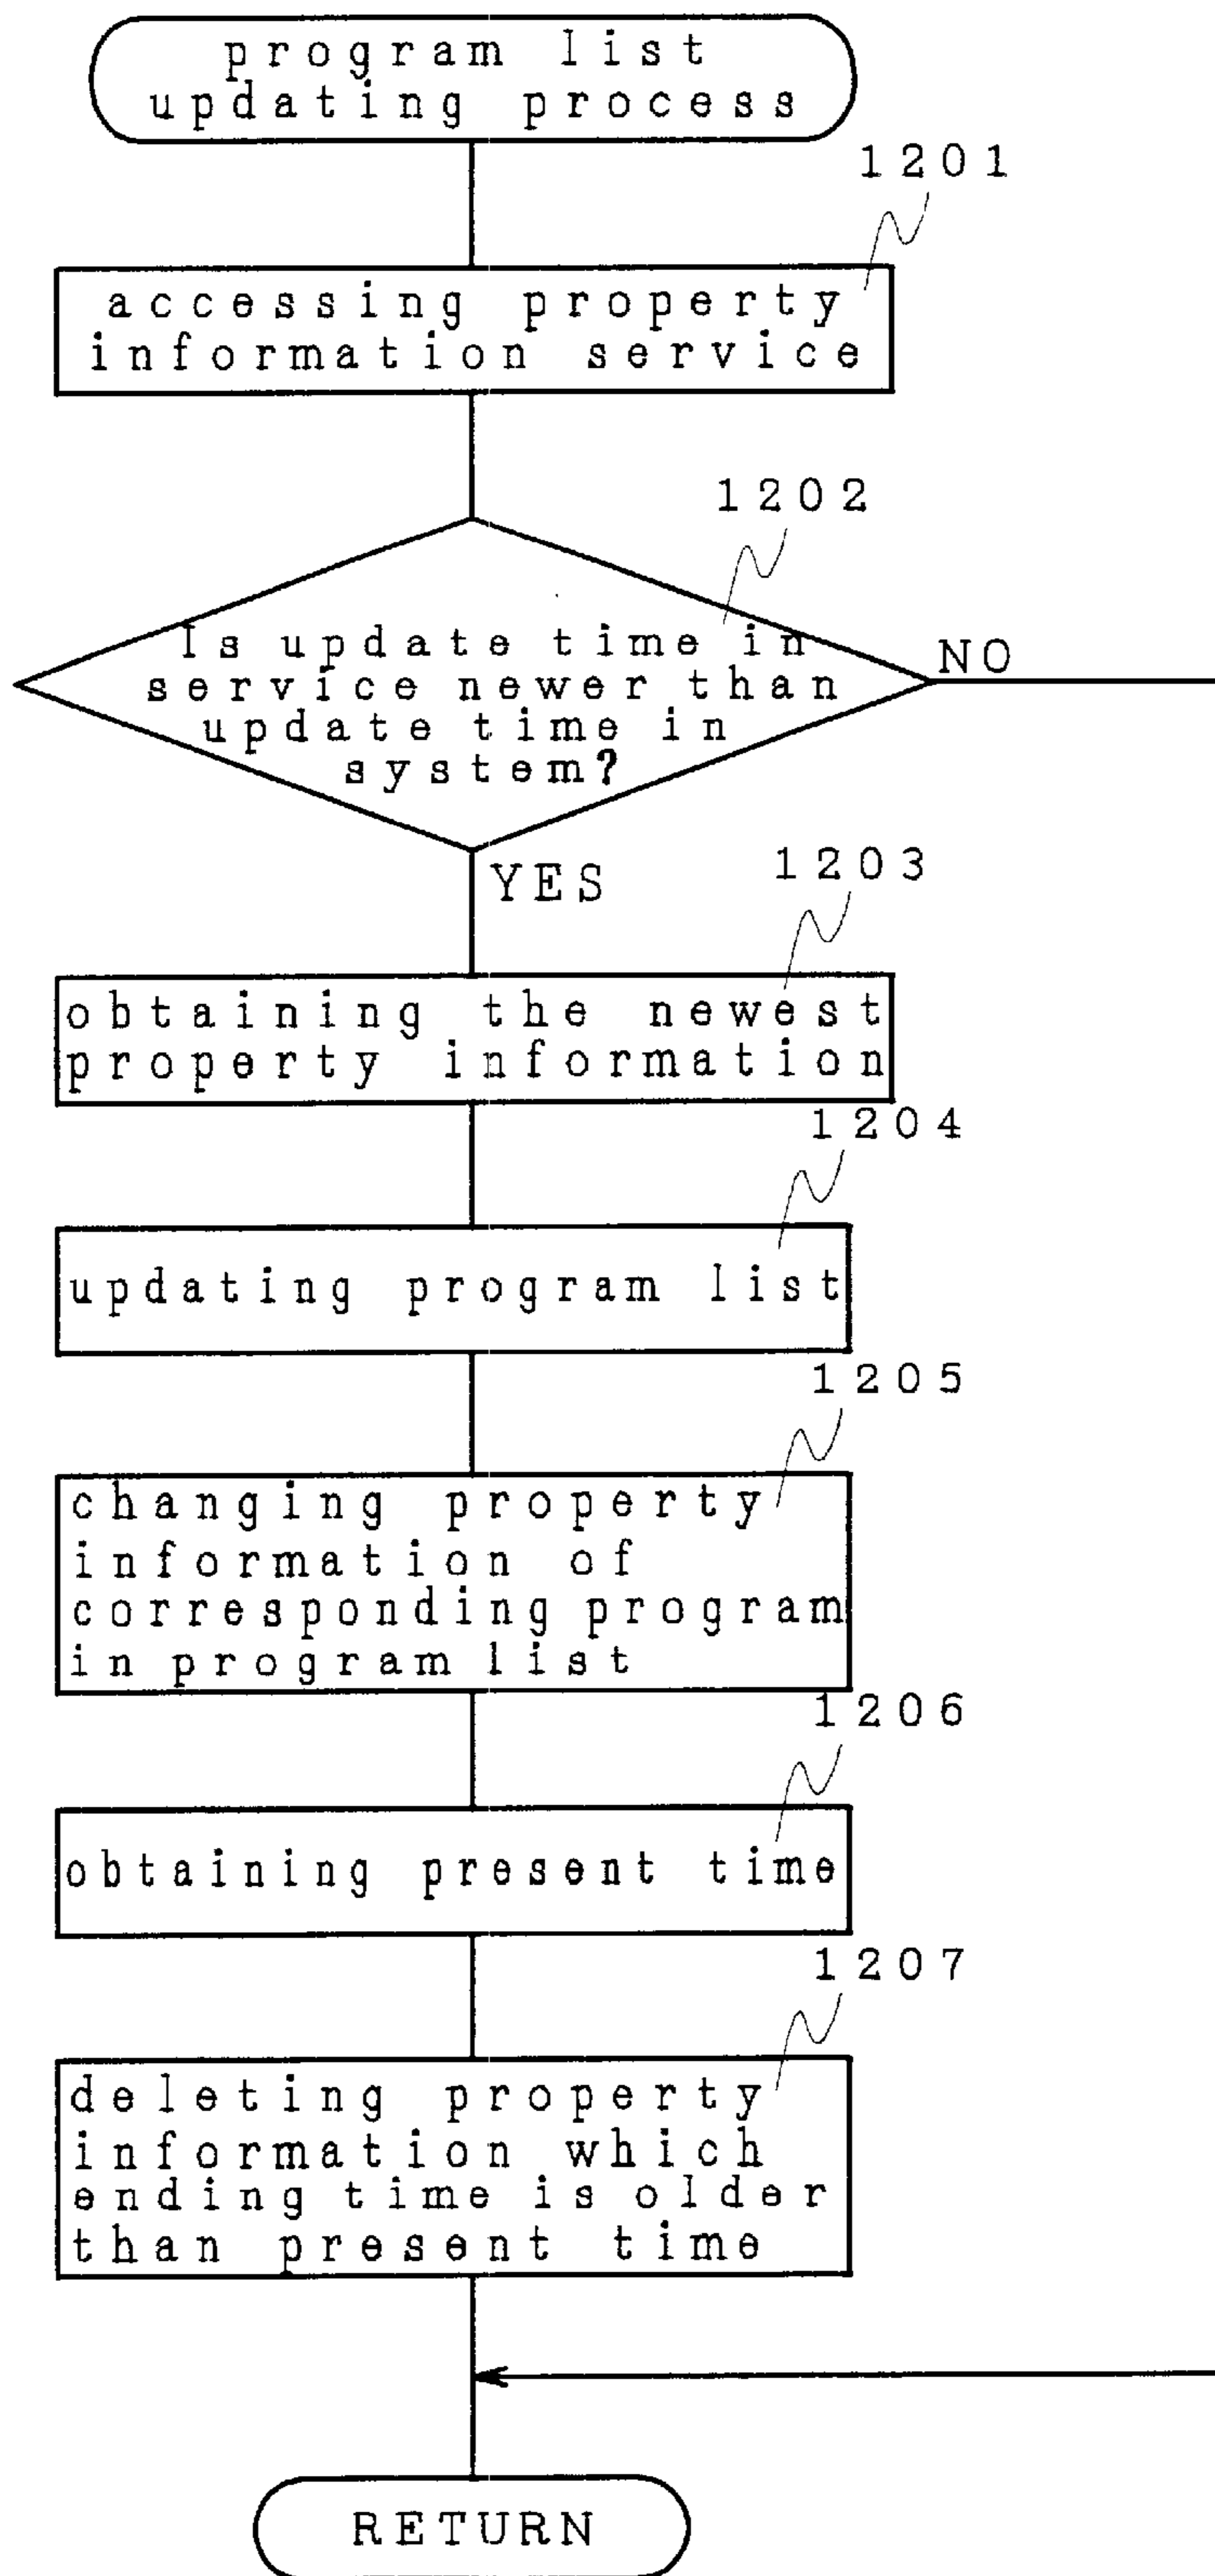 program list
updating process
1201
accessing property
information service
1202
Is update time in
service newer than
update time in
system?
NO
YES
1203
obtaining the newest
property information
1204
updating program list
1205
changing property
information of
corresponding program
in program list
1206
obtaining present time
1207
deleting property
information which
ending time is older
than present time
RETURN